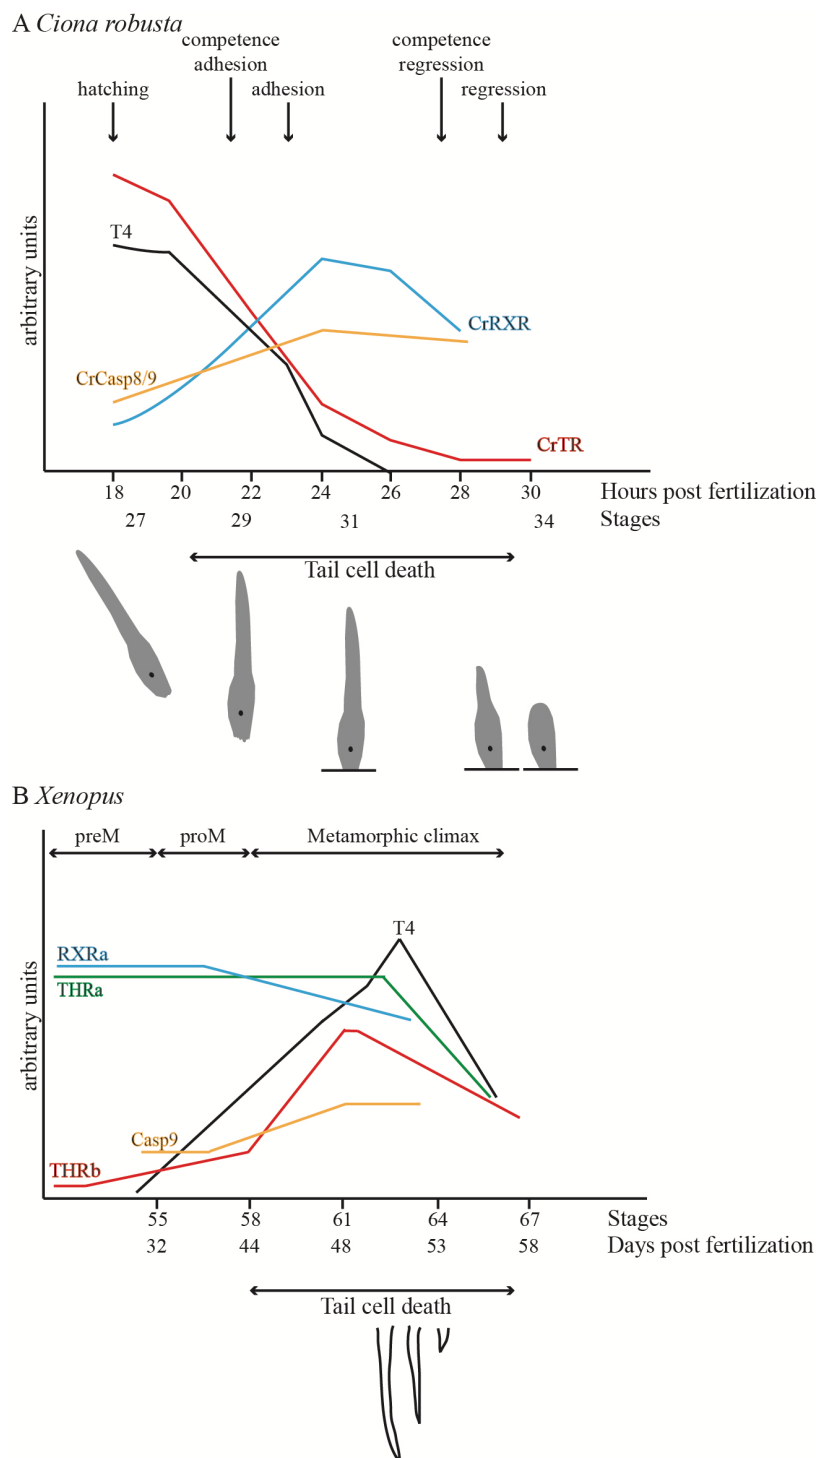 A Ciona robusta
competence
adhesion
competence
regression
hatching
adhesion
regression
arbitrary units
T4
CrRXR
CrCasp8/9
CrTR
18 20 22 24 26 28 30 Hours post fertilization
27 29 31 34 Stages
Tail cell death
B Xenopus
preM proM Metamorphic climax
arbitrary units
T4
RXRa
THRa
Casp9
THRb
55 58 61 64 67 Stages
32 44 48 53 58 Days post fertilization
Tail cell death